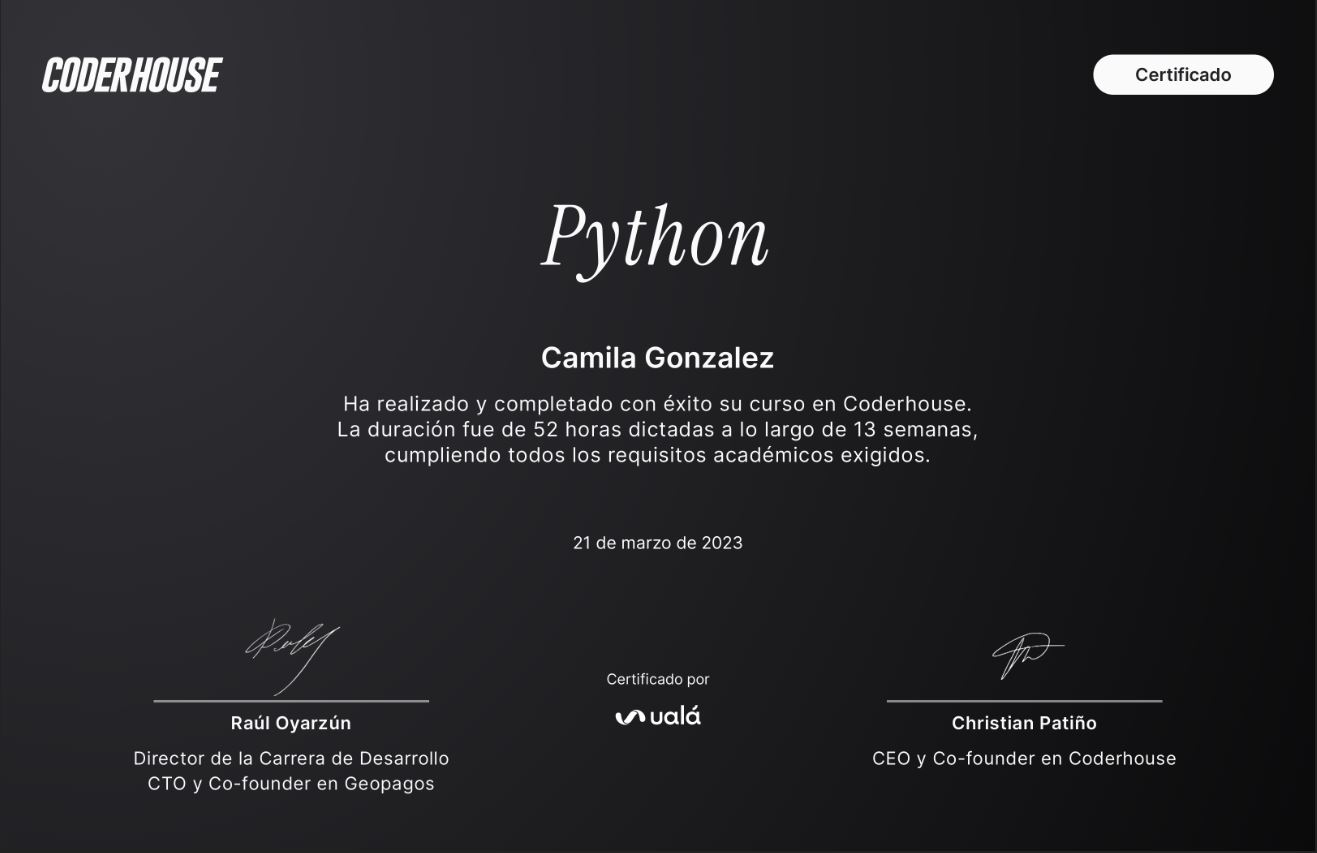 CODERHOUSE
Certificado
Python
Camila Gonzalez
Ha realizado y completado con éxito su curso en Coderhouse.
La duración fue de 52 horas dictadas a lo largo de 13 semanas,
cumpliendo todos los requisitos académicos exigidos.
21 de marzo de 2023
Raúl Oyarzún
Director de la Carrera de Desarrollo
CTO y Co-founder en Geopagos
Certificado por
ualá
Christian Patiño
CEO y Co-founder en Coderhouse